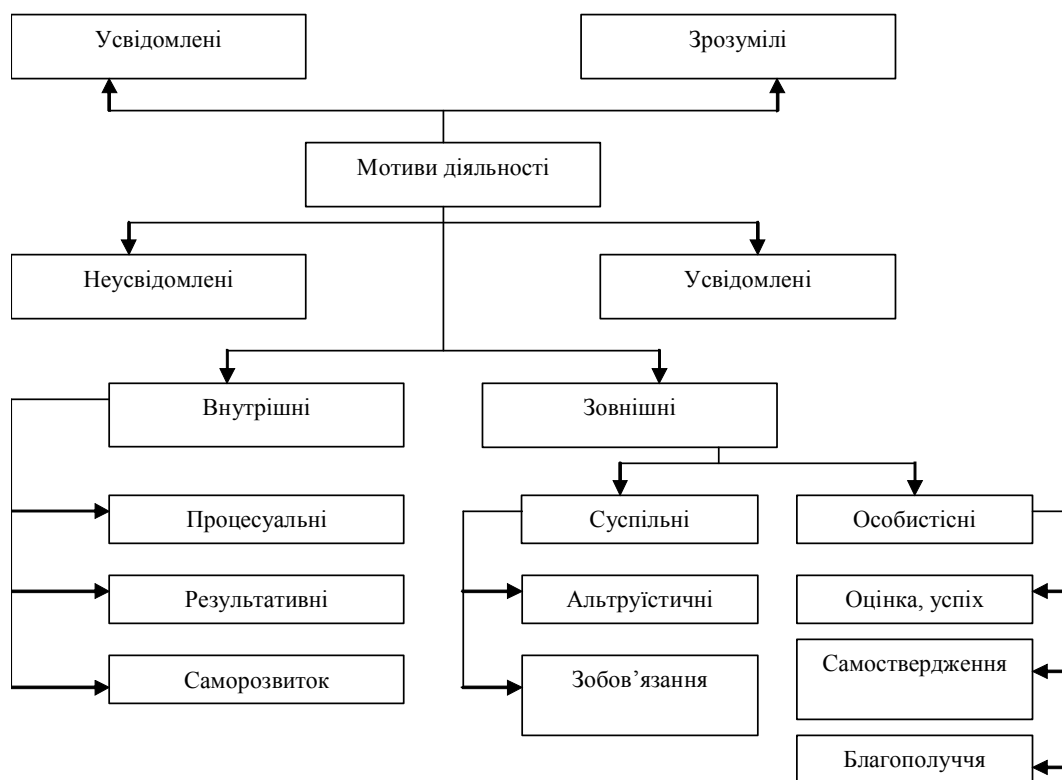 Усвідомлені
Зрозумілі
Мотиви діяльності
Неусвідомлені
Усвідомлені
Внутрішні
Зовнішні
Процесуальні
Суспільні
Особистісні
Результативні
Альтруїстичні
Оцінка, успіх
Саморозвиток
Зобов’язання
Самоствердження
Благополуччя